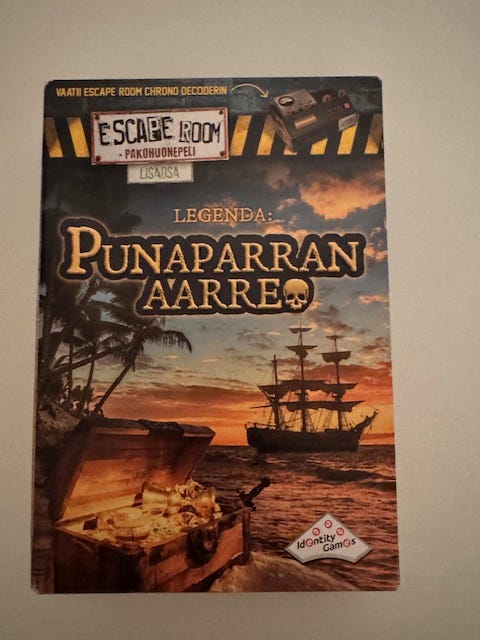 VAATII ESCAPE ROOM CHRONO DECODERIN
ESCAPE ROOM
- PAKOHUONEPELI
LISÄOSA
LEGENDA:
PUNAPARRAN
AARRE
Identity
Games